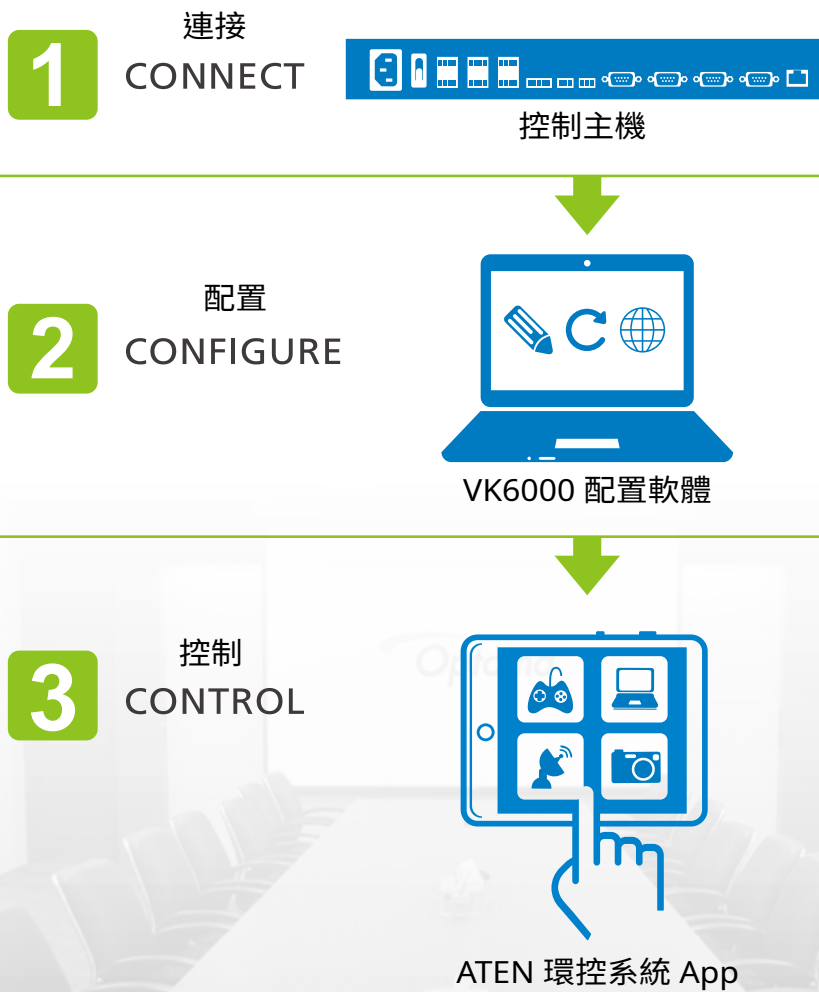 1
連接
CONNECT
控制主機
2
配置
CONFIGURE
VK6000 配置軟體
3
控制
CONTROL
Optoma
ATEN 環控系統 App